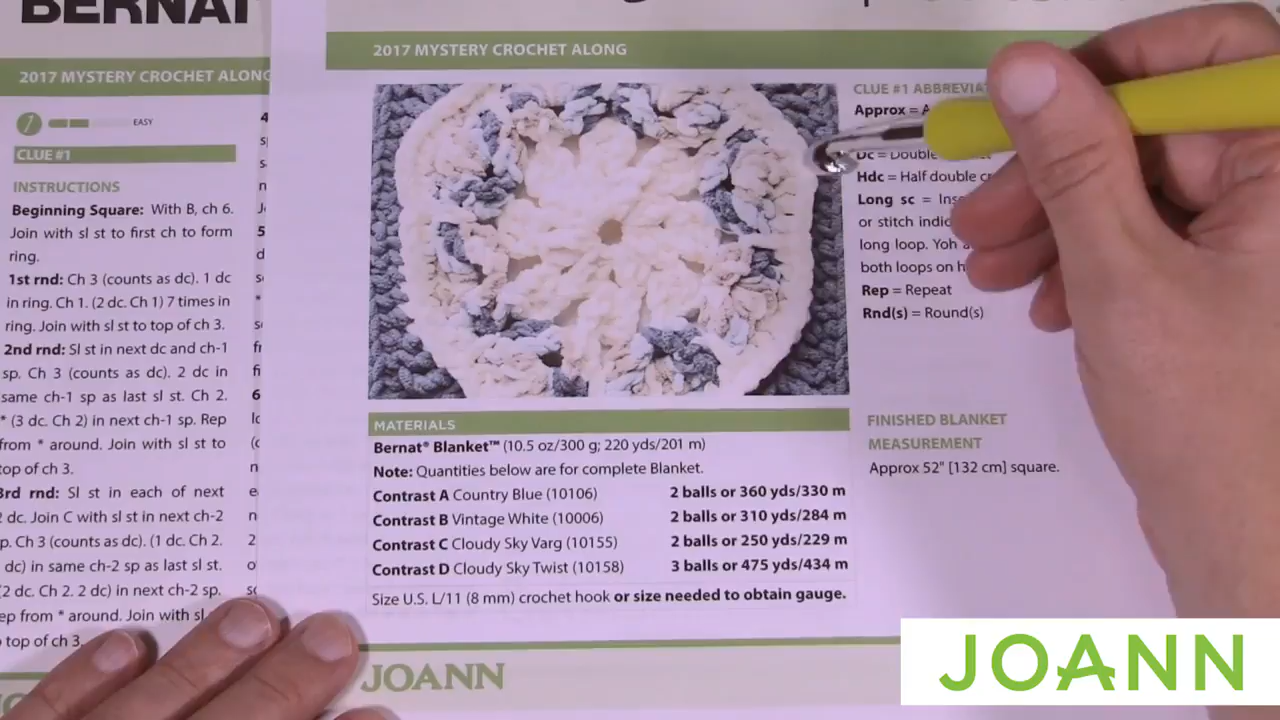 BERNAT
2017 MYSTERY CROCHET ALONG
EASY
CLUE #1
INSTRUCTIONS
Beginning Square: With B, ch 6.
Join with sl st to first ch to form
ring.
1st rnd: Ch 3 (counts as dc). 1 dc
in ring. Ch 1. (2 dc. Ch 1) 7 times in
ring. Join with sl st to top of ch 3.
2nd rnd: Sl st in next dc and ch-1
sp. Ch 3 (counts as dc). 2 dc in
same ch-1 sp as last sl st. Ch 2.
* (3 dc. Ch 2) in next ch-1 sp. Rep
from * around. Join with sl st to
top of ch 3.
3rd rnd: Sl st in each of next
2 dc. Join C with sl st in next ch-2
p. Ch 3 (counts as dc). (1 dc. Ch 2.
dc) in same ch-2 sp as last sl st.
(2 dc. Ch 2. 2 dc) in next ch-2 sp.
ep from * around. Join with sl
top of ch 3.
2017 MYSTERY CROCHET ALONG
CLUE #1 ABBREVIAT
Approx = A
Dc = Double
Hdc = Half double cr
Long sc = Ins
or stitch indic
long loop. Yoh a
both loops on h
Rep = Repeat
Rnd(s) = Round(s)
MATERIALS
Bernat® Blanket™ (10.5 oz/300 g; 220 yds/201 m)
Note: Quantities below are for complete Blanket.
Contrast A Country Blue (10106) 2 balls or 360 yds/330 m
Contrast B Vintage White (10006) 2 balls or 310 yds/284 m
Contrast C Cloudy Sky Varg (10155) 2 balls or 250 yds/229 m
Contrast D Cloudy Sky Twist (10158) 3 balls or 475 yds/434 m
Size U.S. L/11 (8 mm) crochet hook or size needed to obtain gauge.
FINISHED BLANKET
MEASUREMENT
Approx 52" [132 cm] square.
JOANN
JOANN